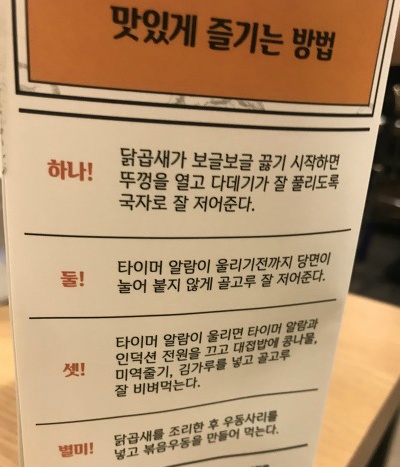 맛있게 즐기는 방법
하나!
닭곱새가 보글보글 끓기 시작하면
뚜껑을 열고 다데기가 잘 풀리도록
국자로 잘 저어준다.
둘!
타이머 알람이 울리기전까지 당면이
눌어 붙지 않게 골고루 잘 저어준다.
셋!
타이머 알람이 울리면 타이머 알람과
인덕션 전원을 끄고 대접밥에 콩나물,
미역줄기, 김가루를 넣고 골고루
잘 비벼먹는다.
별미!
닭곱새를 조리한 후 우동사리를
넣고 볶음우동을 만들어 먹는다.